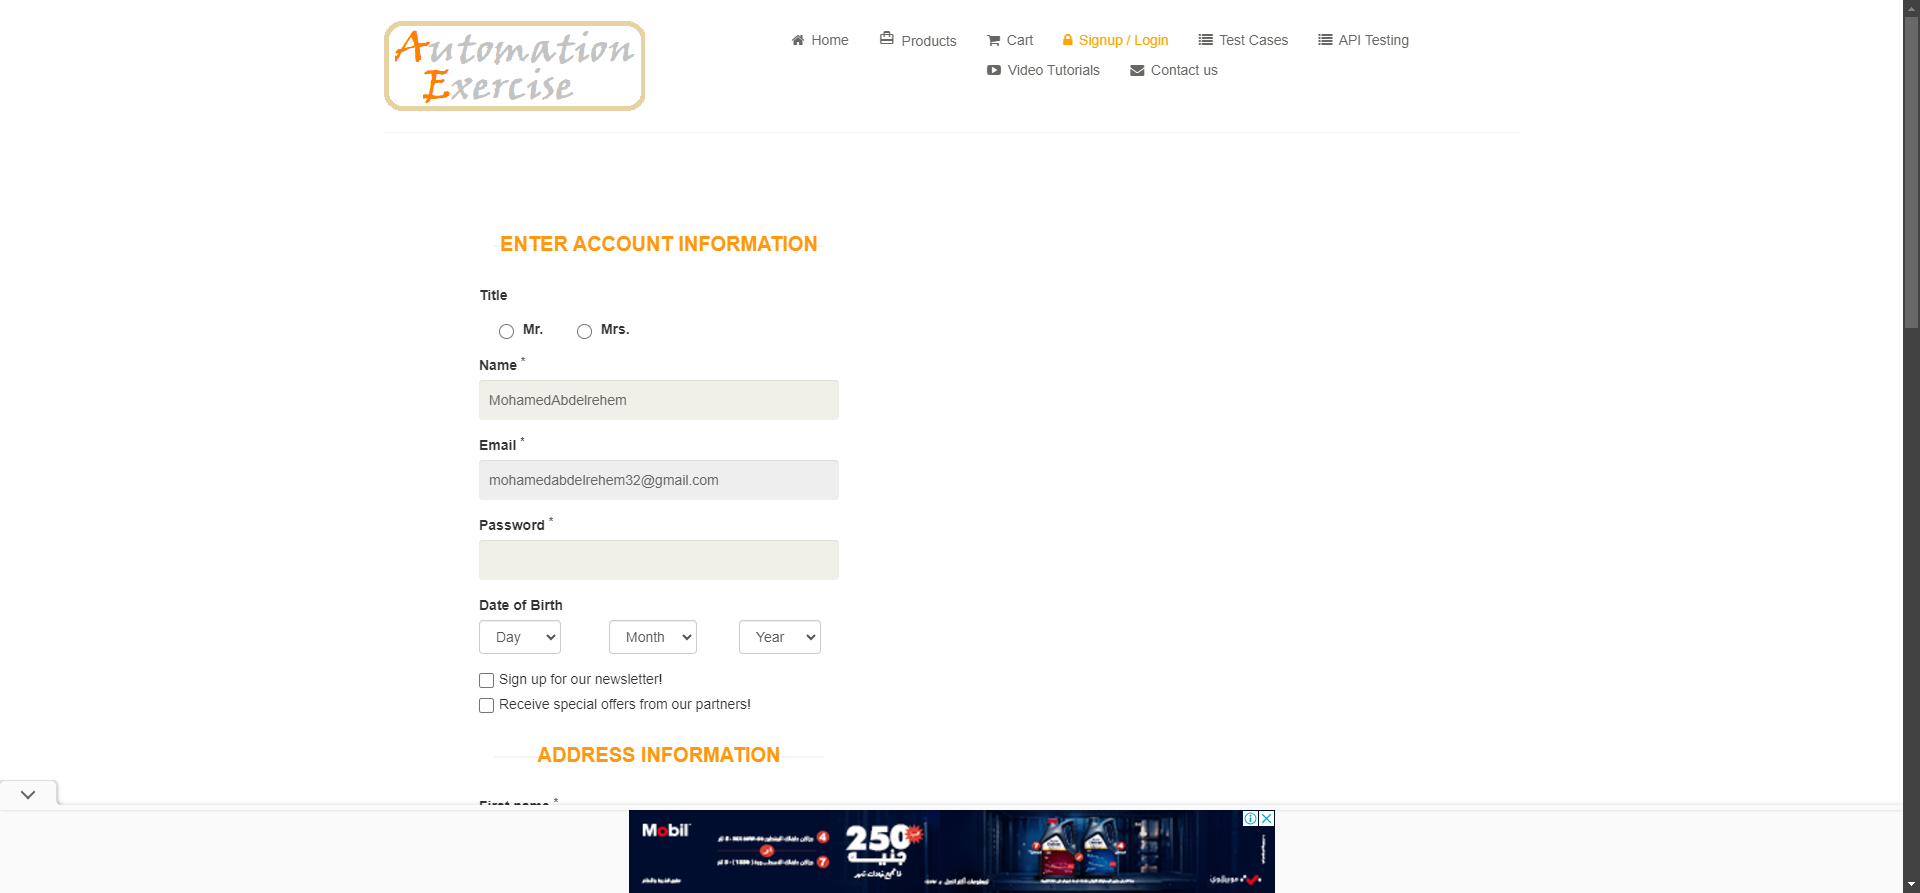 Automation
Exercise
Home
Products
Cart
Signup / Login
Test Cases
API Testing
Video Tutorials
Contact us
ENTER ACCOUNT INFORMATION
Title
Mr.
Mrs.
Name *
MohamedAbdelrehem
Email *
mohamedabdelrehem32@gmail.com
Password *
Date of Birth
Day
Month
Year
Sign up for our newsletter!
Receive special offers from our partners!
ADDRESS INFORMATION
First name *
Mobil
4
7
250
جنيه